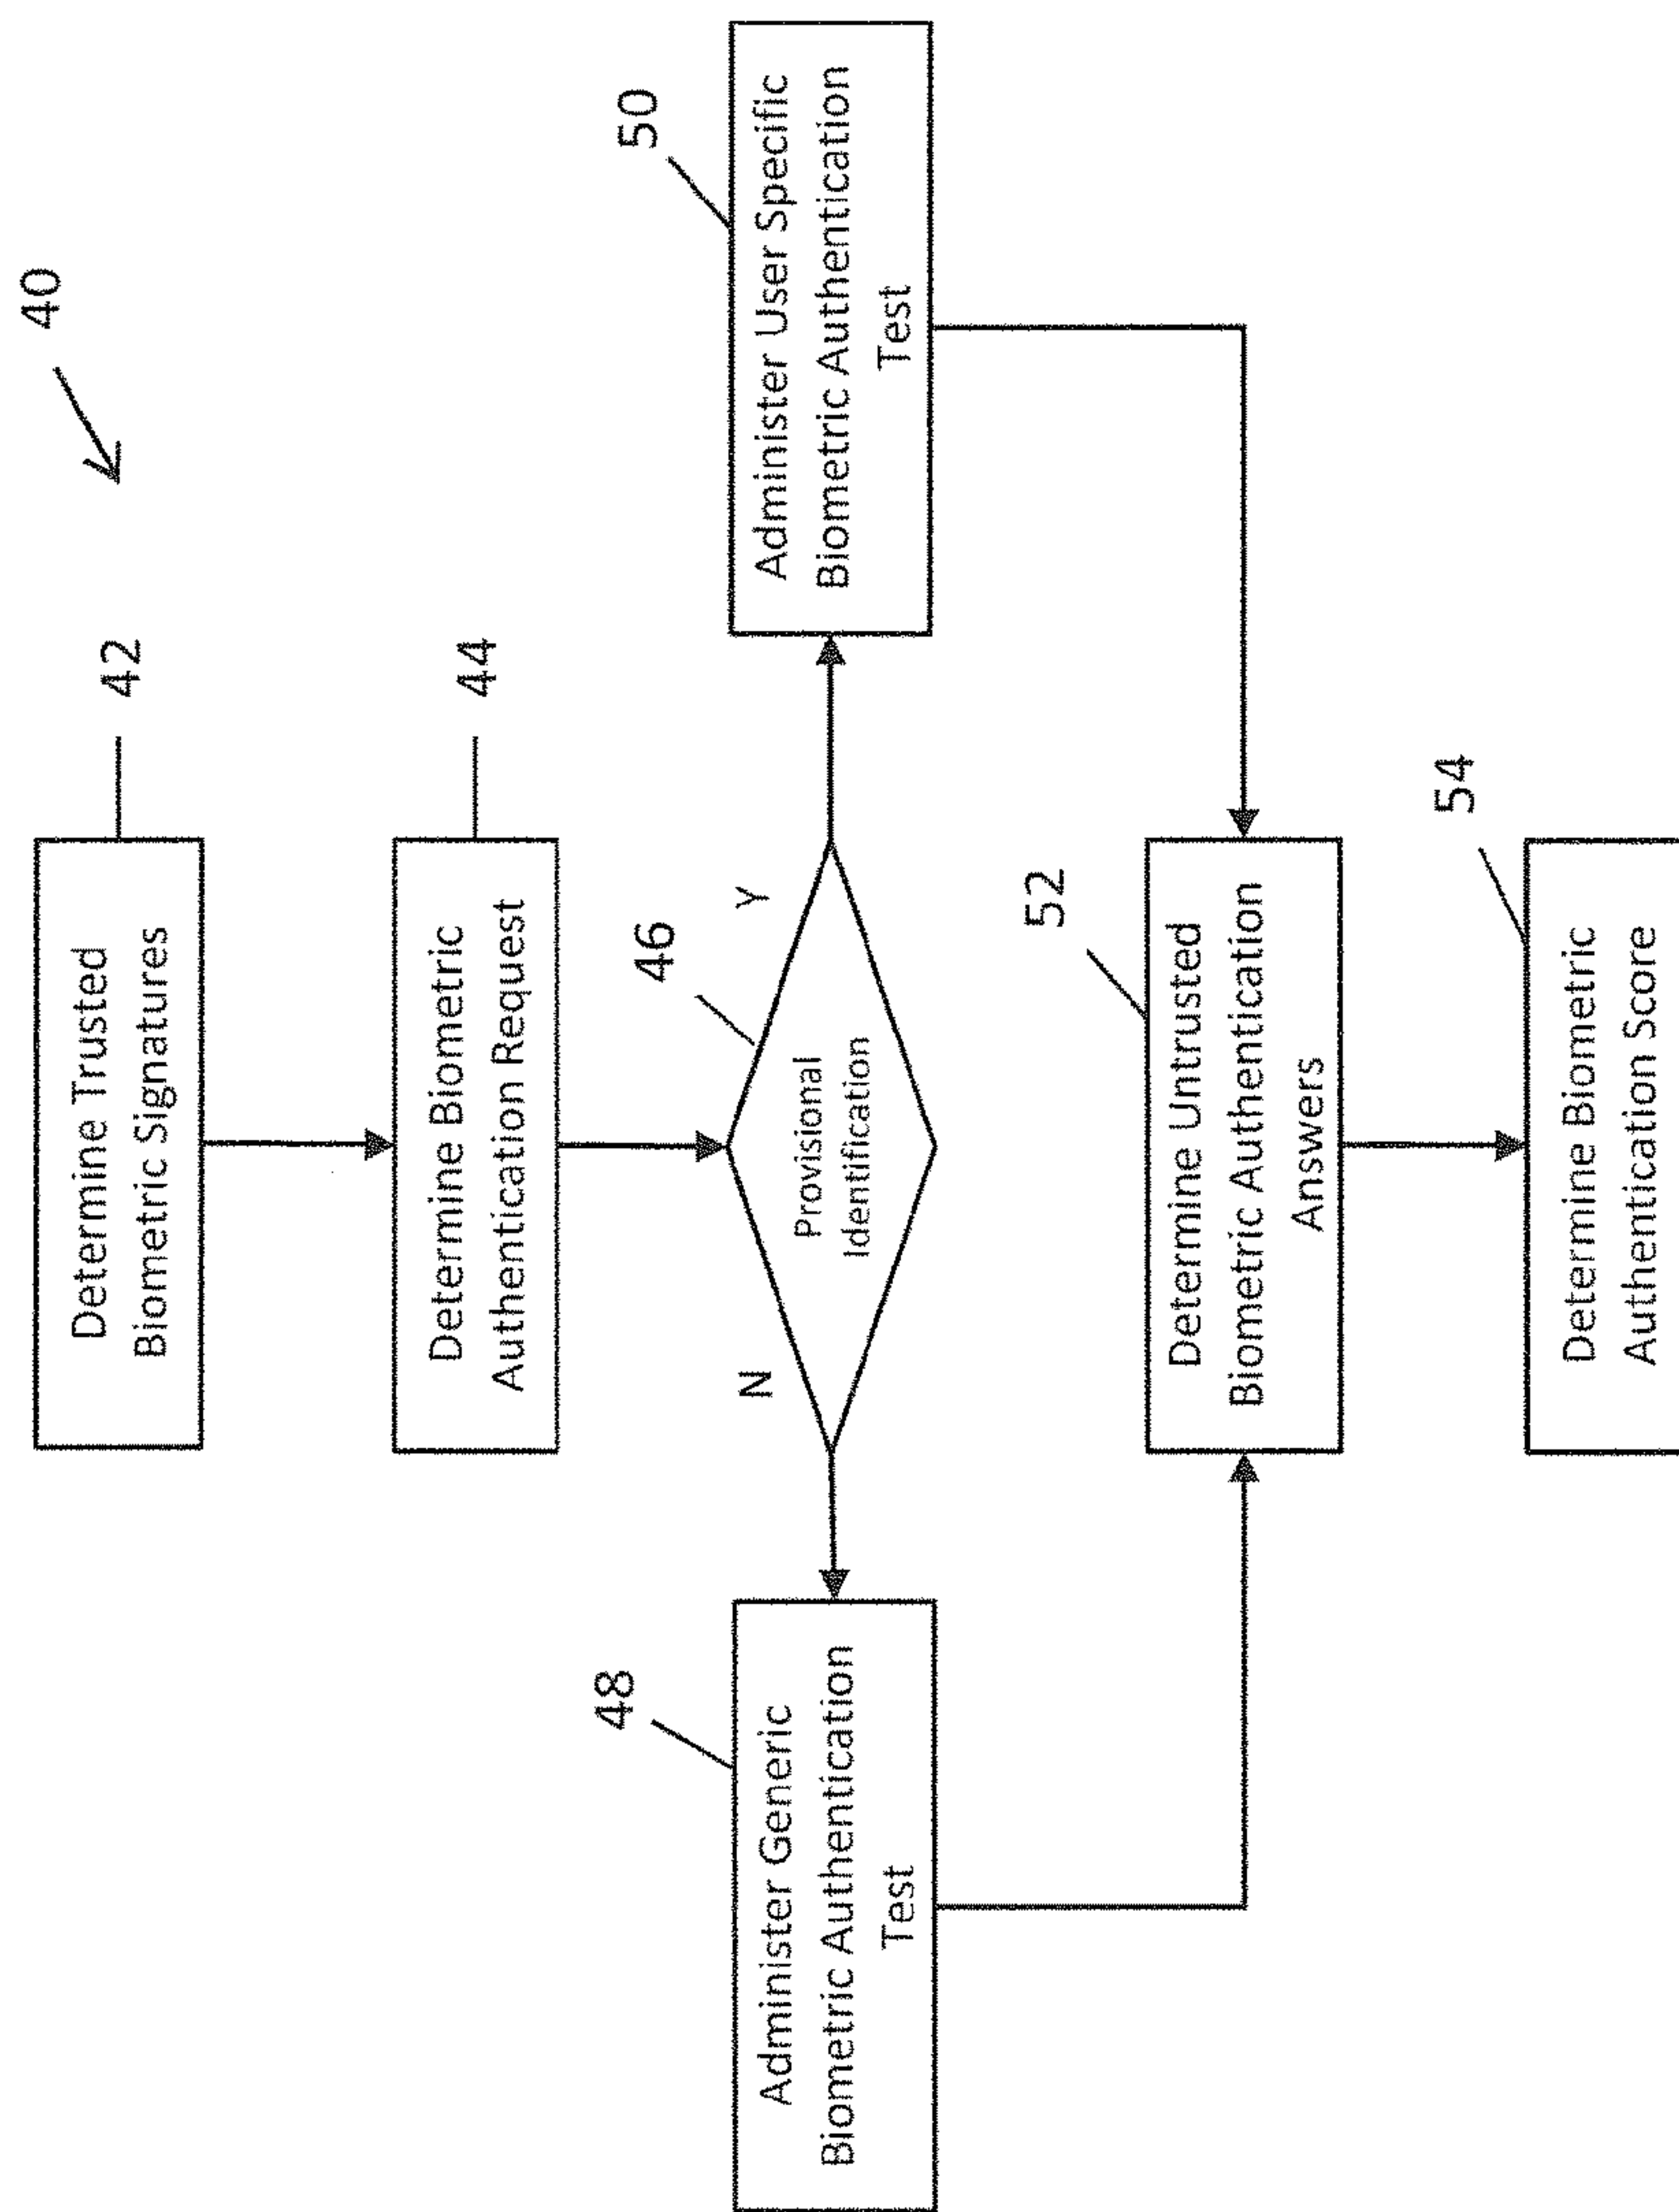 40
Determine Trusted
Biometric Signatures
42
Determine Biometric
Authentication Request
44
Provisional
Identification
46
N
Y
Administer Generic
Biometric Authentication
Test
48
Administer User Specific
Biometric Authentication
Test
50
Determine Untrusted
Biometric Authentication
Answers
52
Determine Biometric
Authentication Score
54